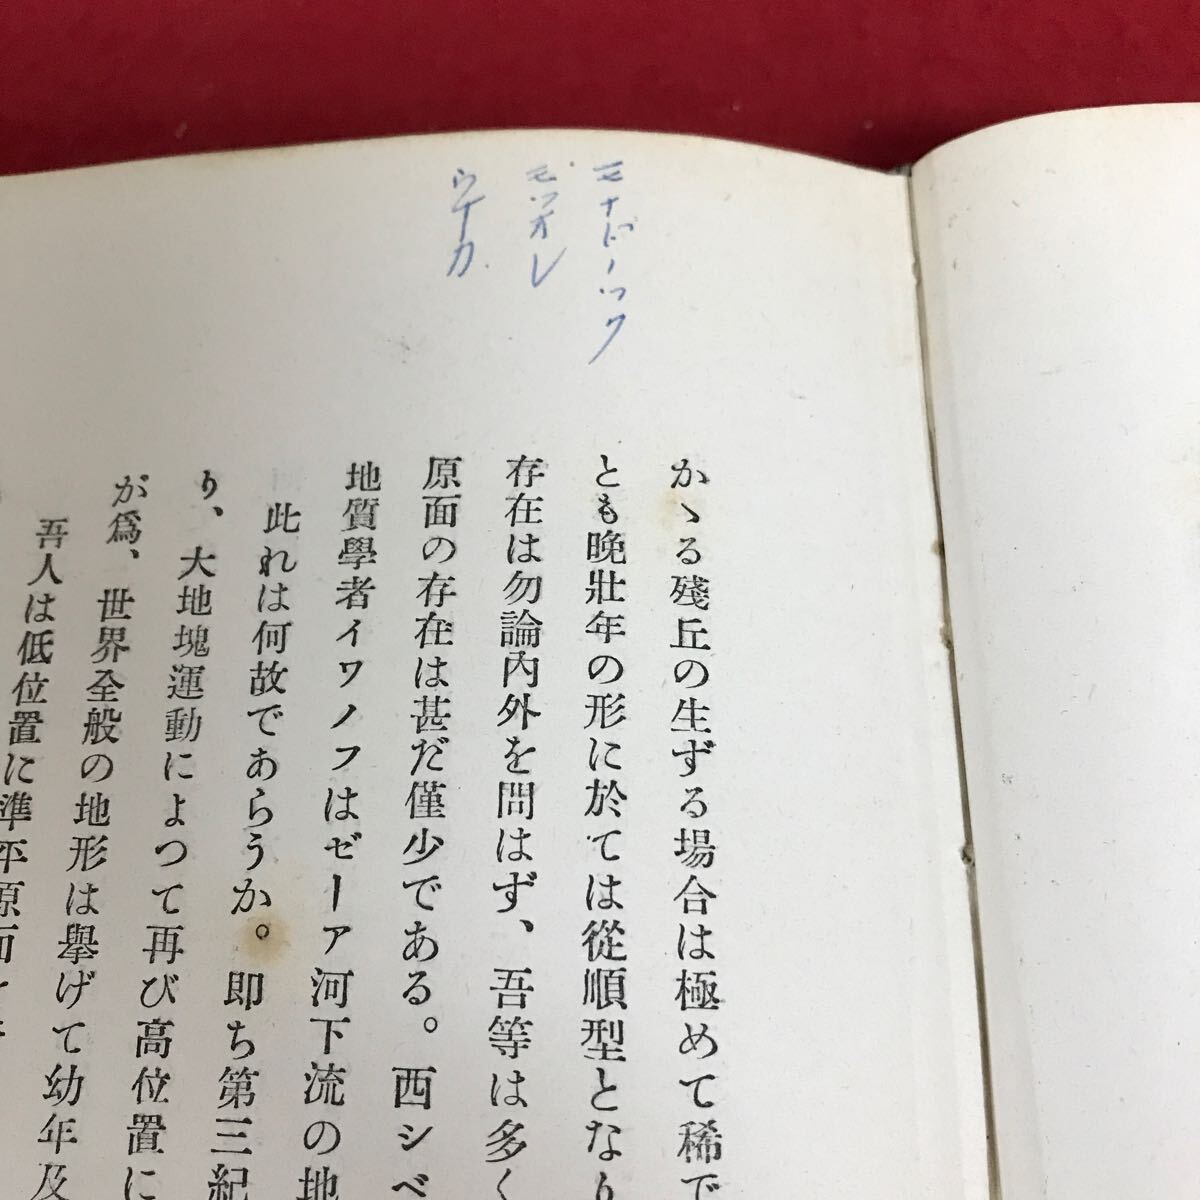 モナドノック
モゾオレ
ウナカ
かゝる殘丘の生ずる場合は極めて稀で
とも晩壯年の形に於ては從順型となり
存在は勿論內外を問はず、吾等は多く
原面の存在は甚だ僅少である。西シベ
地質學者イワノフはゼーア河下流の地
此れは何故であらうか。卽ち第三紀
り、大地塊運動によつて再び高位置に
が爲、世界全般の地形は擧げて幼年及
吾人は低位置に準平原面を